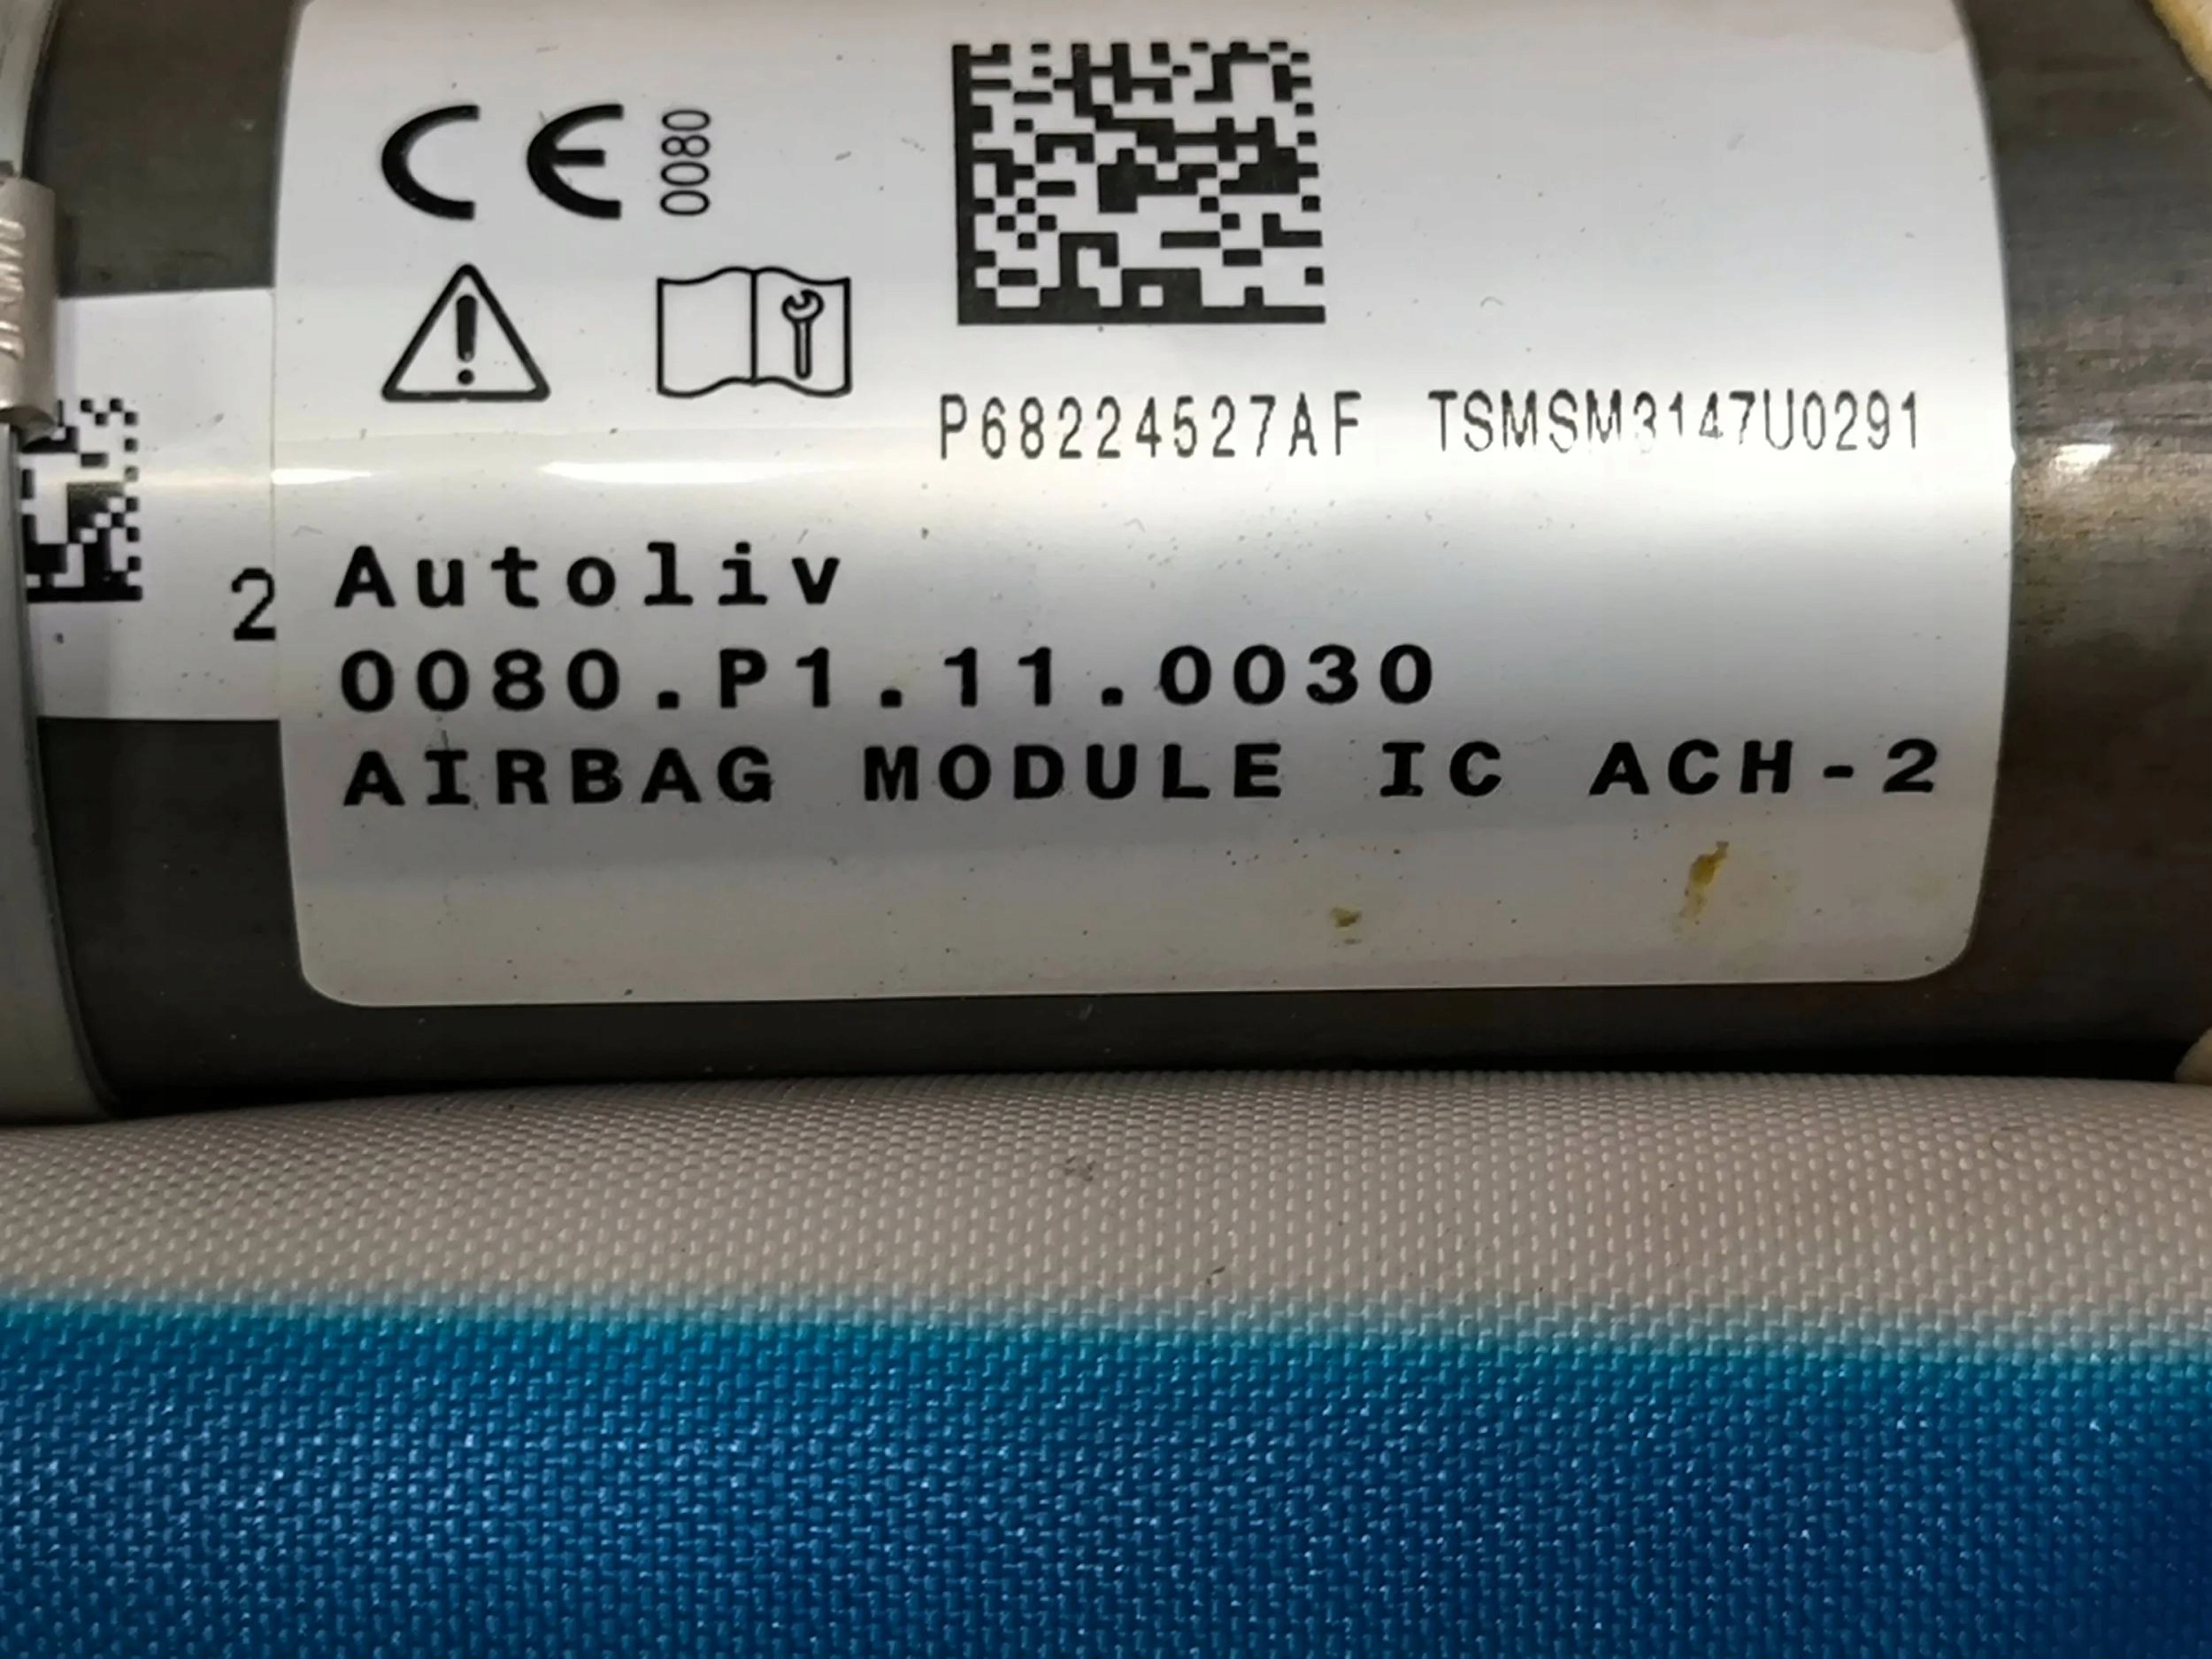 CE 0080
P68224527AF TSMSM3147U0291
2
Autoliv
0080.P1.11.0030
AIRBAG MODULE IC ACH-2